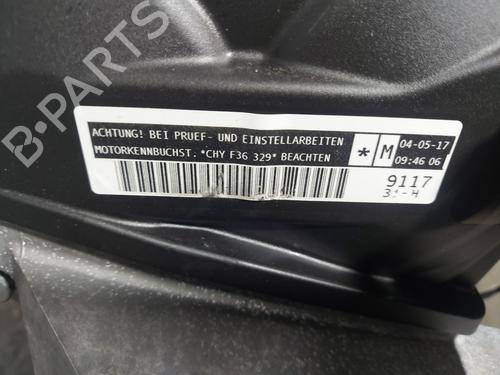 B-PARTS
ACHTUNG! BEI PRUEF- UND EINSTELLARBEITEN
MOTORKENNBUCHST. *CHY F36 329* BEACHTEN
* M
04-05-17
09:46 06
9117